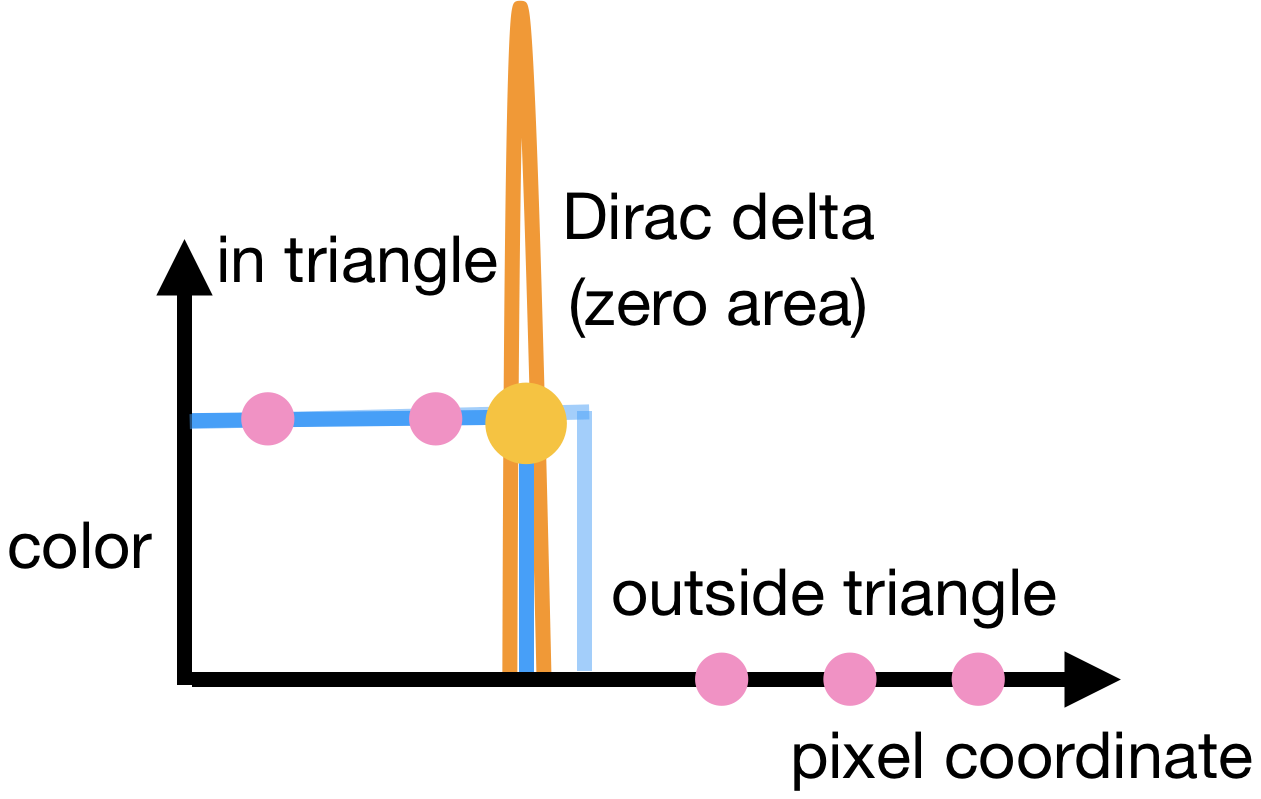 Dirac delta
(zero area)
in triangle
color
outside triangle
pixel coordinate